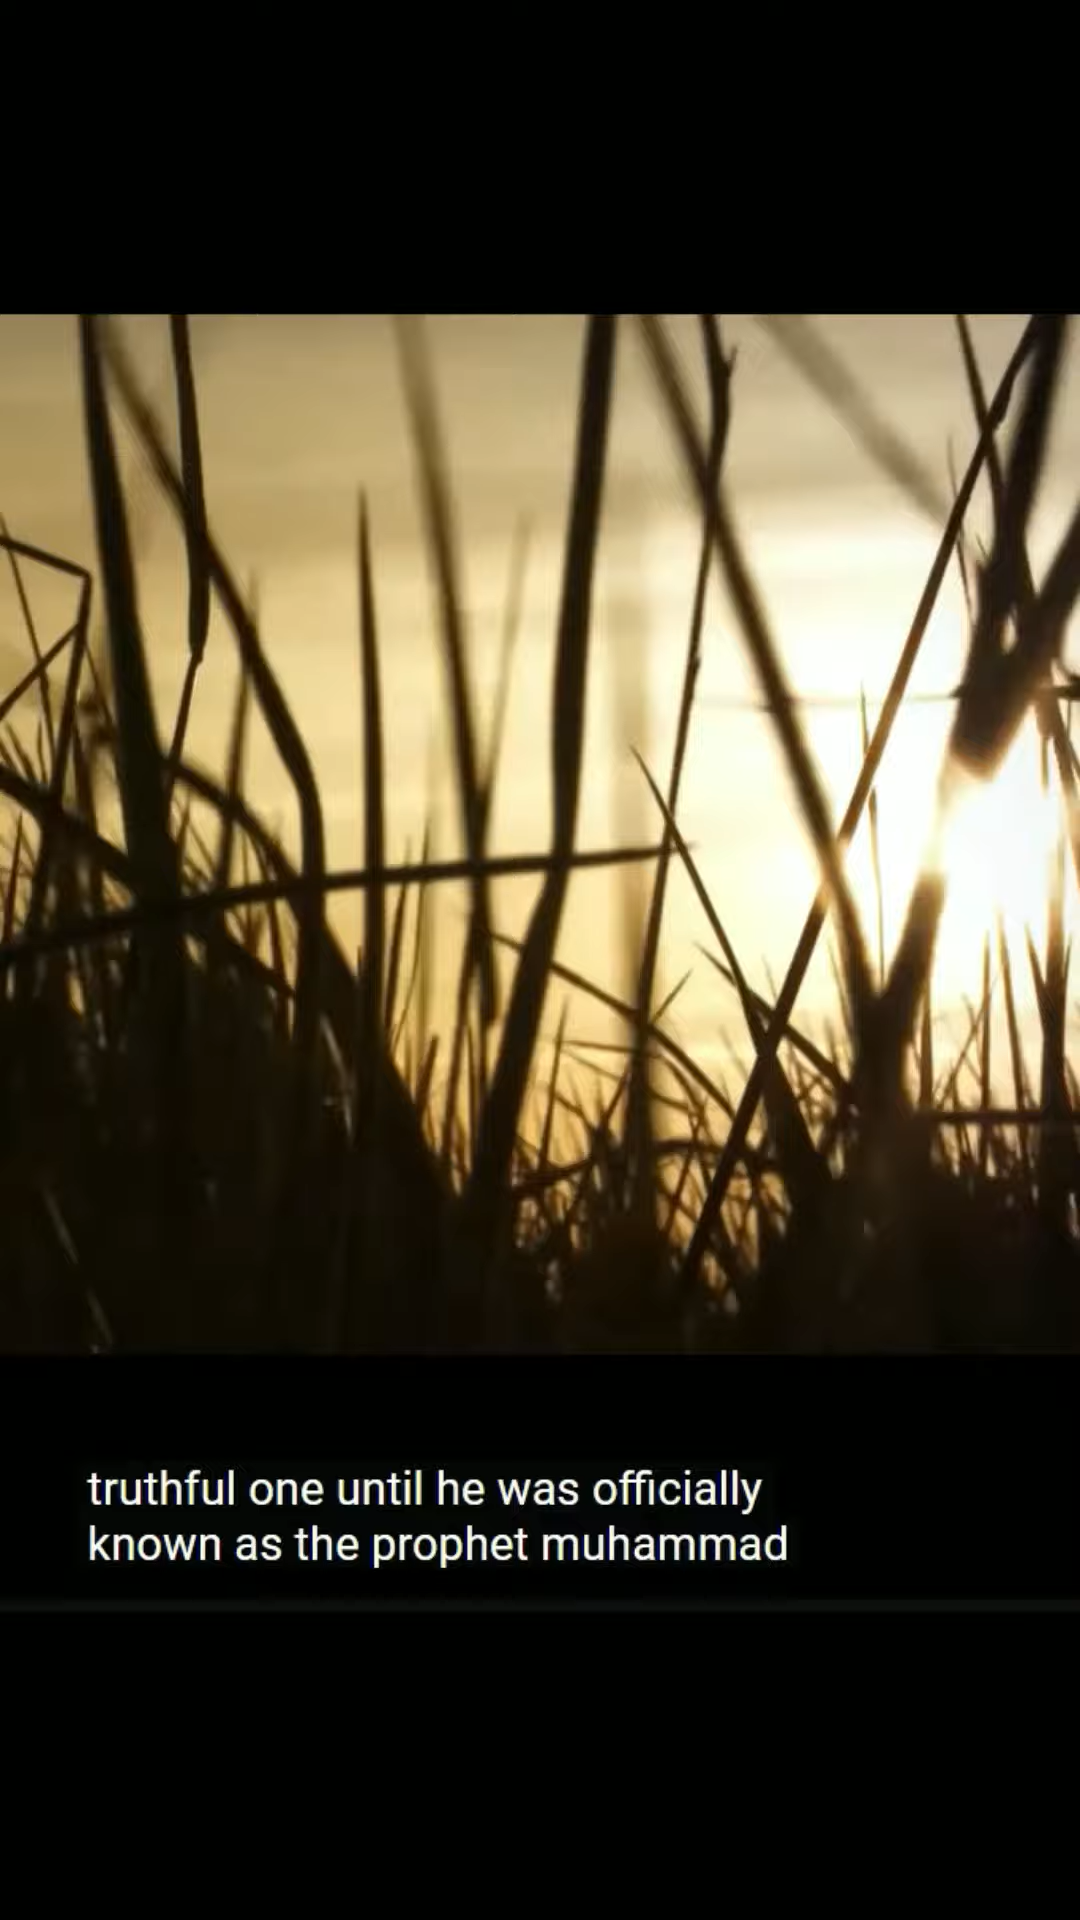 truthful one until he was officially
known as the prophet muhammad